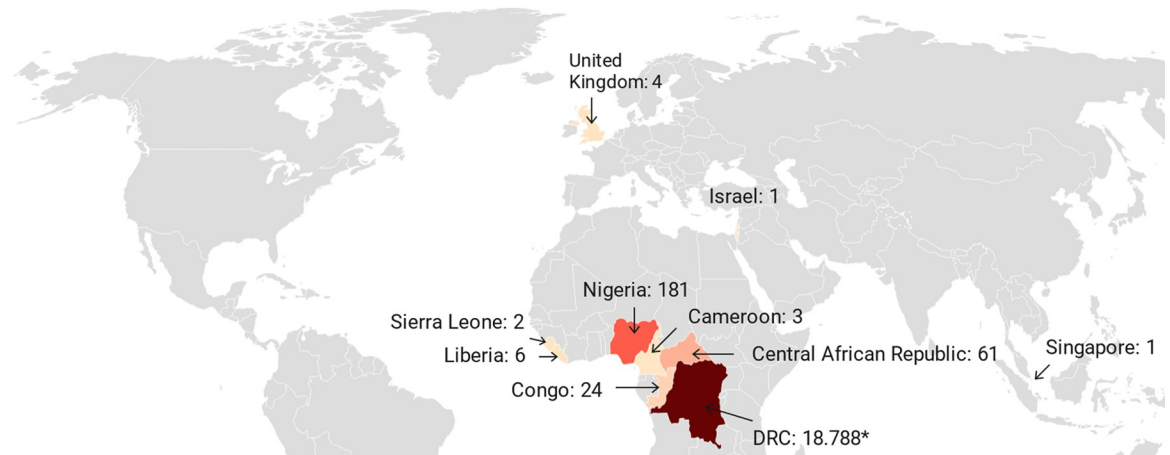 United
Kingdom: 4
Israel: 1
Nigeria: 181
Sierra Leone: 2
Cameroon: 3
Liberia: 6
Central African Republic: 61
Singapore: 1
Congo: 24
DRC: 18.788*